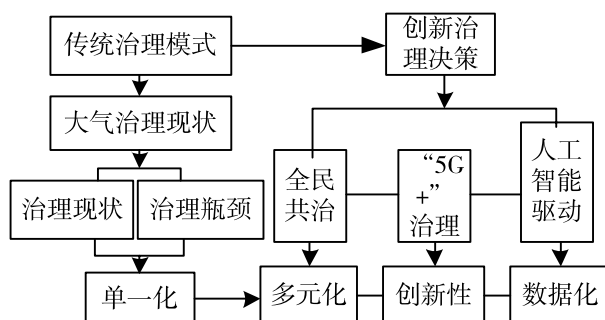 传统治理模式
创新治
理决策
大气治理现状
治理现状
治理瓶颈
全民
共治
“5G
+”
治理
人工
智能
驱动
单一化
多元化
创新性
数据化